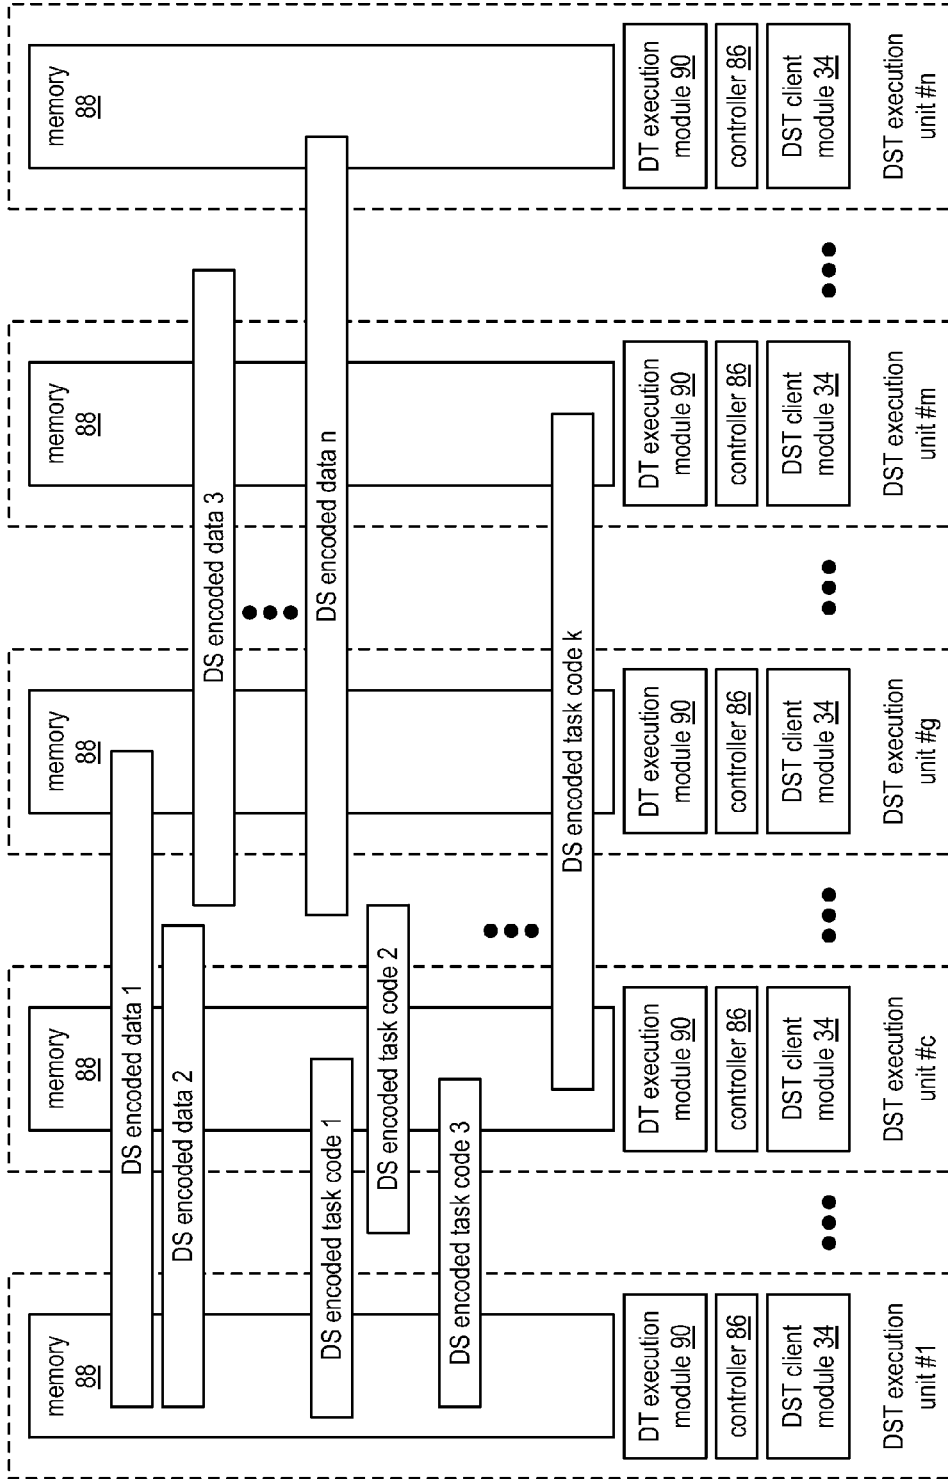 memory
88
memory
88
memory
88
memory
88
memory
88
DS encoded data 1
DS encoded data 2
DS encoded data 3
DS encoded data n
DS encoded task code 1
DS encoded task code 2
DS encoded task code 3
DS encoded task code k
DT execution
module 90
controller 86
DST client
module 34
DST execution
unit #1
DT execution
module 90
controller 86
DST client
module 34
DST execution
unit #c
DT execution
module 90
controller 86
DST client
module 34
DST execution
unit #g
DT execution
module 90
controller 86
DST client
module 34
DST execution
unit #m
DT execution
module 90
controller 86
DST client
module 34
DST execution
unit #n